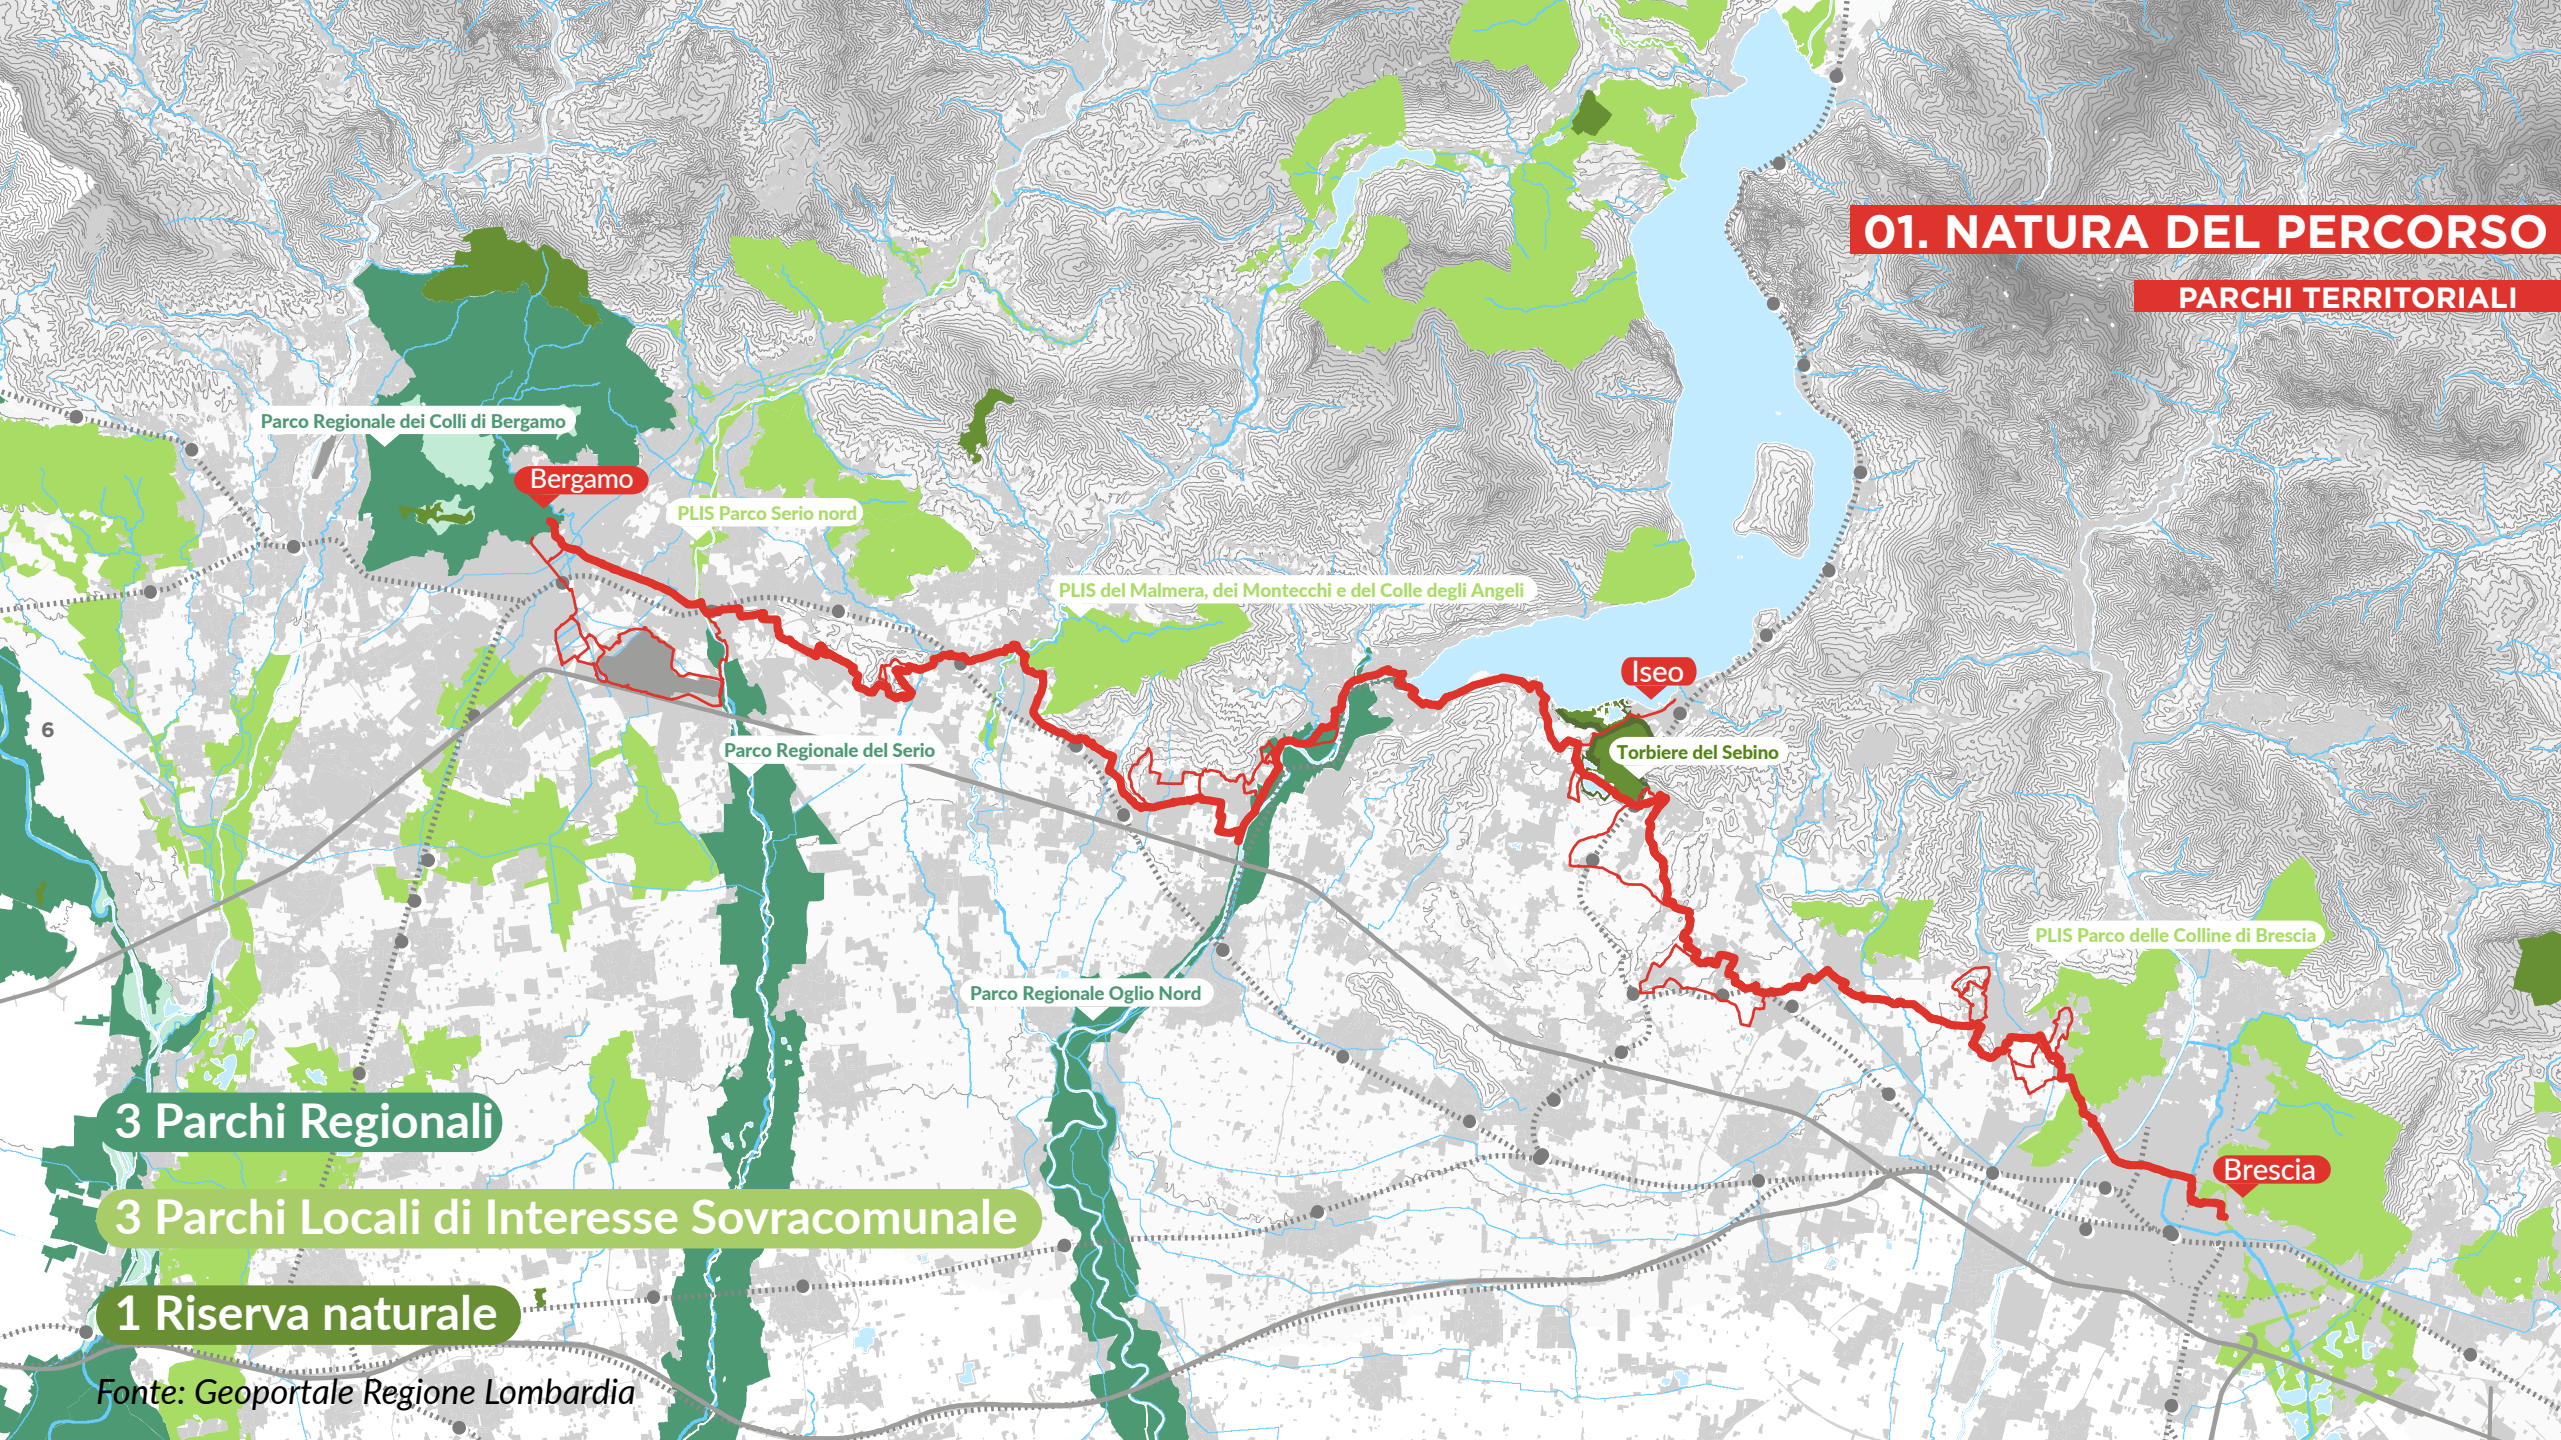 01. NATURA DEL PERCORSO
PARCHI TERRITORIALI
Parco Regionale dei Colli di Bergamo
Bergamo
PLIS Parco Serio nord
PLIS del Malmera, dei Montecchi e del Colle degli Angeli
Iseo
6
Parco Regionale del Serio
Torbiere del Sebino
PLIS Parco delle Colline di Brescia
Parco Regionale Oglio Nord
3 Parchi Regionali
Brescia
3 Parchi Locali di Interesse Sovracomunale
1 Riserva naturale
Fonte: Geoportale Regione Lombardia